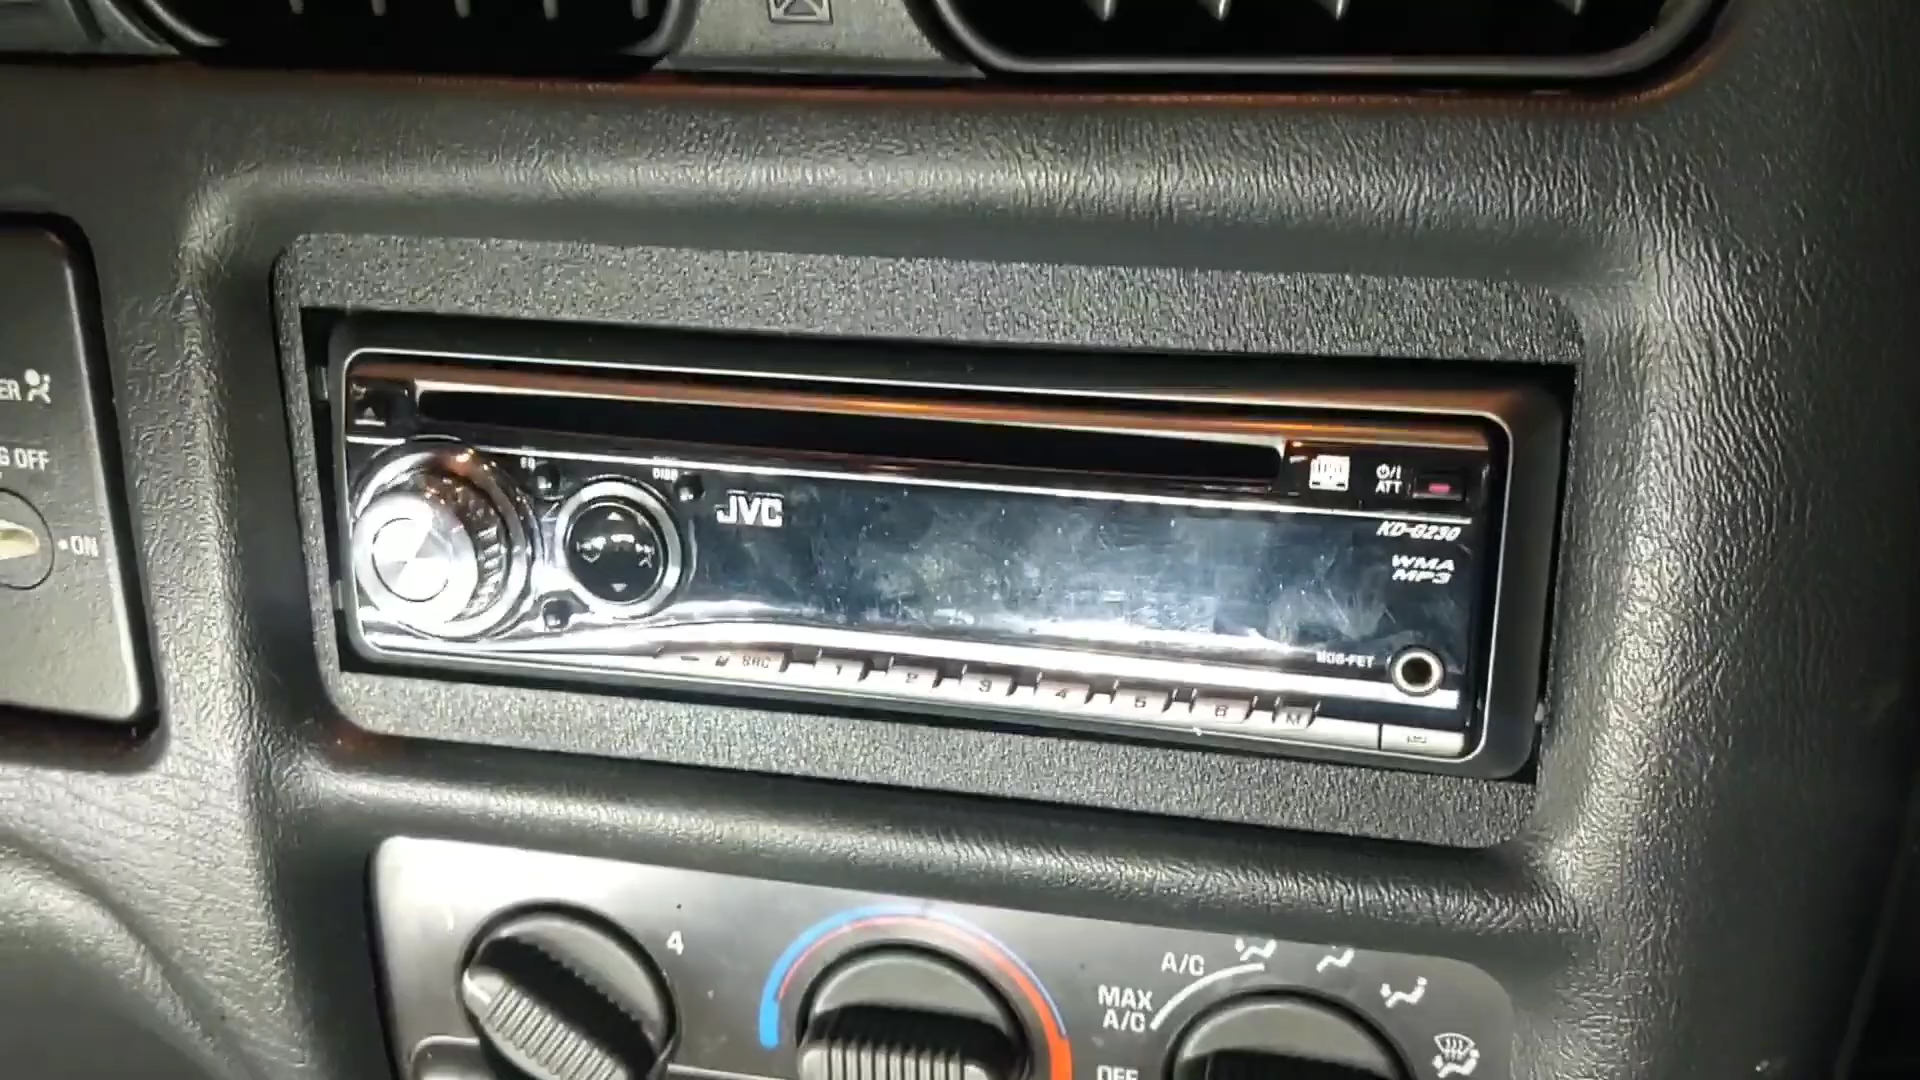 ER
G OFF
•ON
EQ
DISP
JVC
⏻/I
ATT
KD-G230
WMA
MP3
MOS-FET
SRC
1
2
3
4
5
6
M
4
A/C
MAX
A/C
OFF